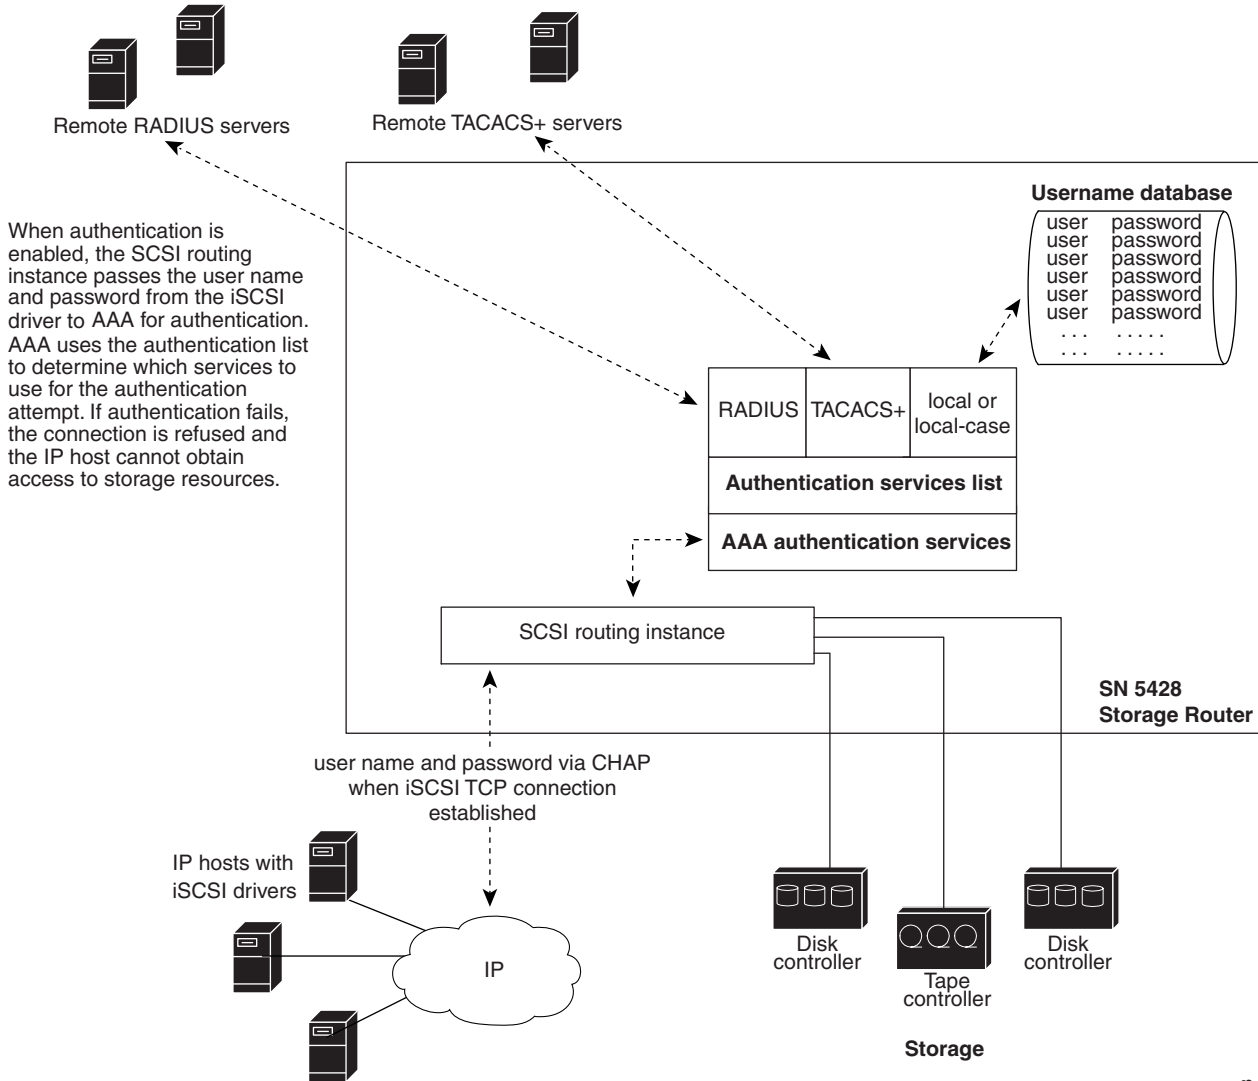 Remote RADIUS servers
Remote TACACS+ servers
When authentication is
enabled, the SCSI routing
instance passes the user name
and password from the iSCSI
driver to AAA for authentication.
AAA uses the authentication list
to determine which services to
use for the authentication
attempt. If authentication fails,
the connection is refused and
the IP host cannot obtain
access to storage resources.
Username database
user password
user password
user password
user password
user password
user password
. . . . . . . .
. . . . . . . .
RADIUS
TACACS+
local or
local-case
Authentication services list
AAA authentication services
SCSI routing instance
SN 5428
Storage Router
user name and password via CHAP
when iSCSI TCP connection
established
IP hosts with
iSCSI drivers
IP
Disk
controller
Tape
controller
Disk
controller
Storage